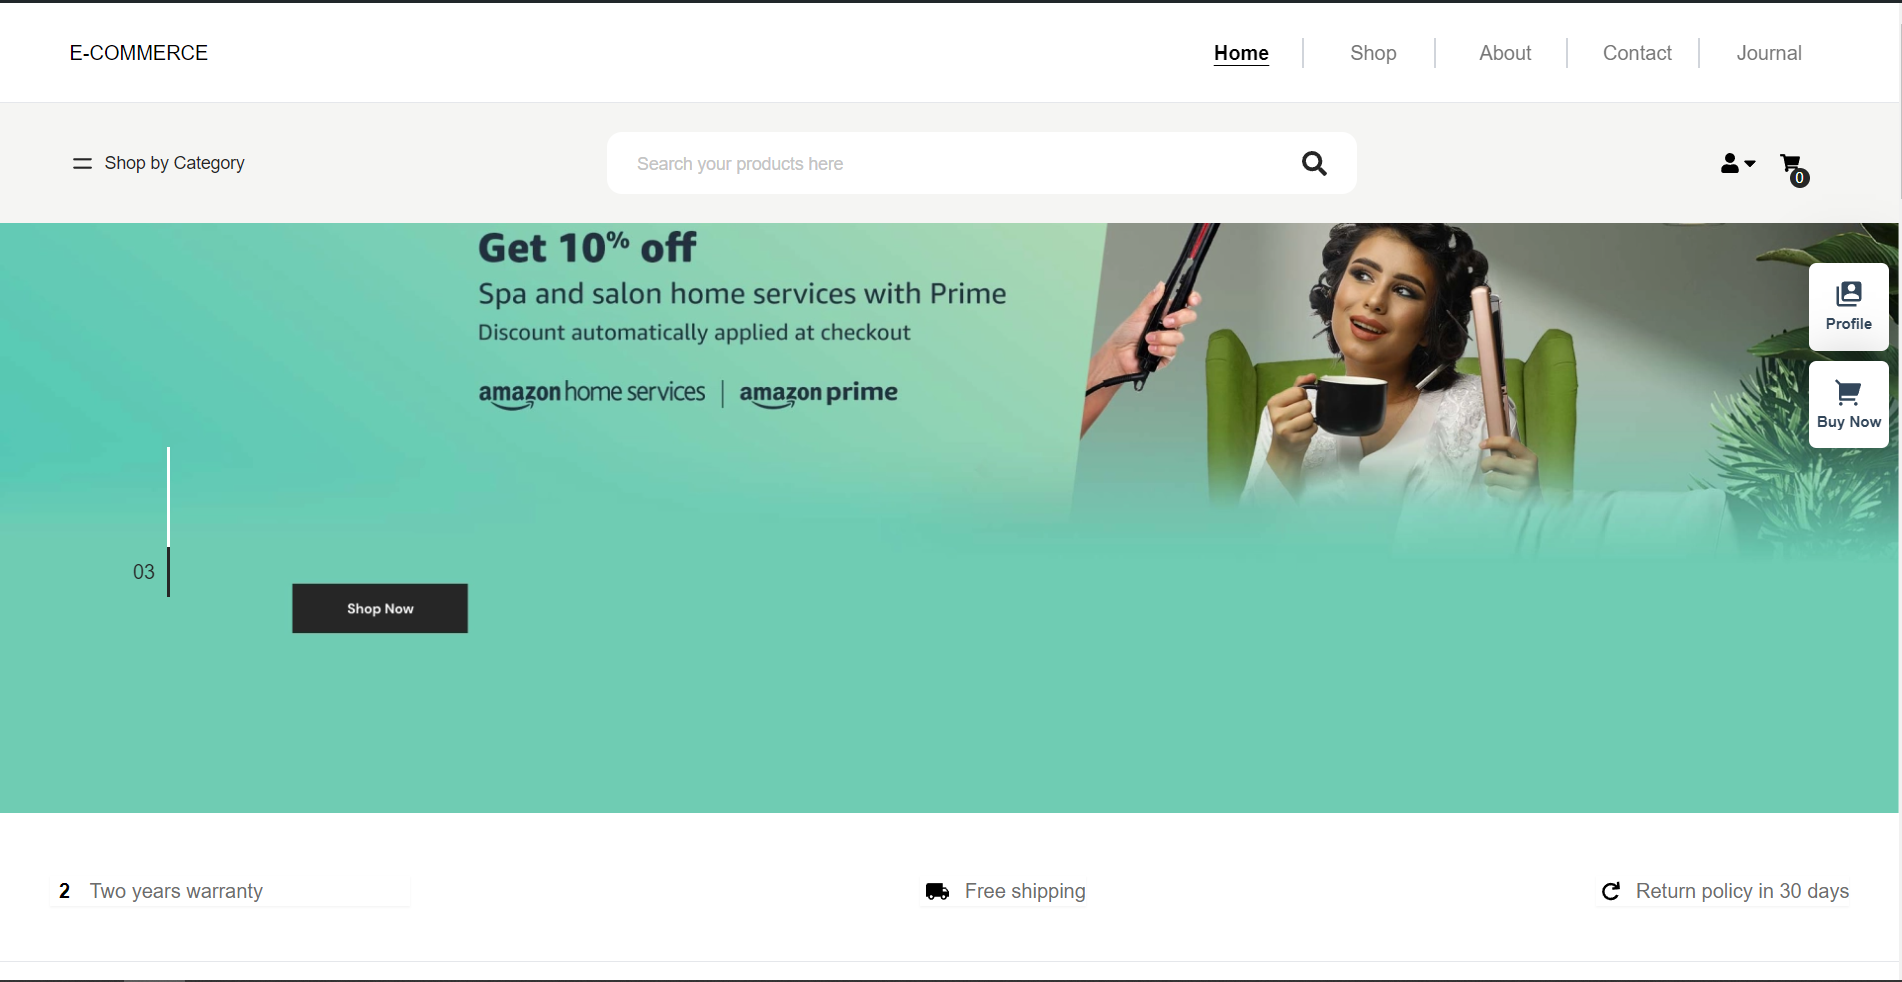 E-COMMERCE
Home
Shop
About
Contact
Journal
Shop by Category
Search your products here
0
Get 10% off
Spa and salon home services with Prime
Discount automatically applied at checkout
amazon home services | amazon prime
Profile
Buy Now
03
Shop Now
2 Two years warranty
Free shipping
Return policy in 30 days